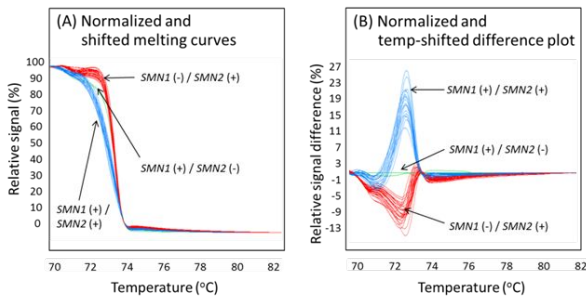 (A) Normalized and
shifted melting curves
Relative signal (%)
100
90
80
70
60
50
40
30
20
10
0
SMN1 (-) / SMN2 (+)
SMN1 (+) / SMN2 (-)
SMN1 (+) /
SMN2 (+)
70 72 74 76 78 80 82
Temperature (°C)
(B) Normalized and
temp-shifted difference plot
Relative signal difference (%)
27
23
19
15
11
7
3
-1
-5
-9
-13
SMN1 (+) / SMN2 (+)
SMN1 (+) / SMN2 (-)
SMN1 (-) / SMN2 (+)
70 72 74 76 78 80 82
Temperature (°C)